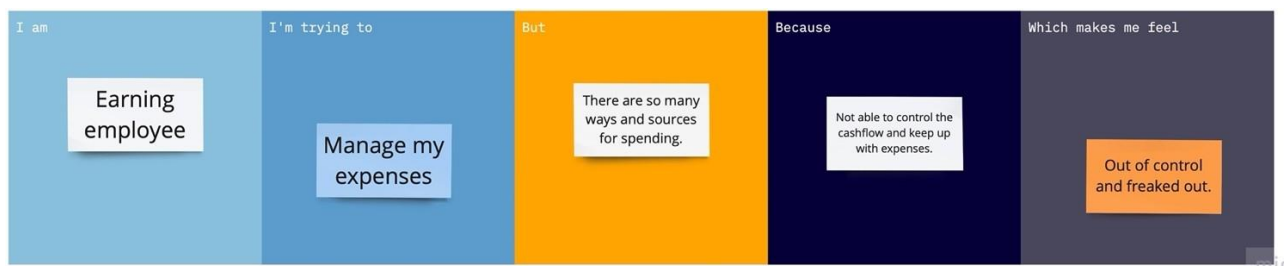 I am
Earning
employee
I'm trying to
Manage my
expenses
But
There are so many
ways and sources
for spending.
Because
Not able to control the
cashflow and keep up
with expenses.
Which makes me feel
Out of control
and freaked out.